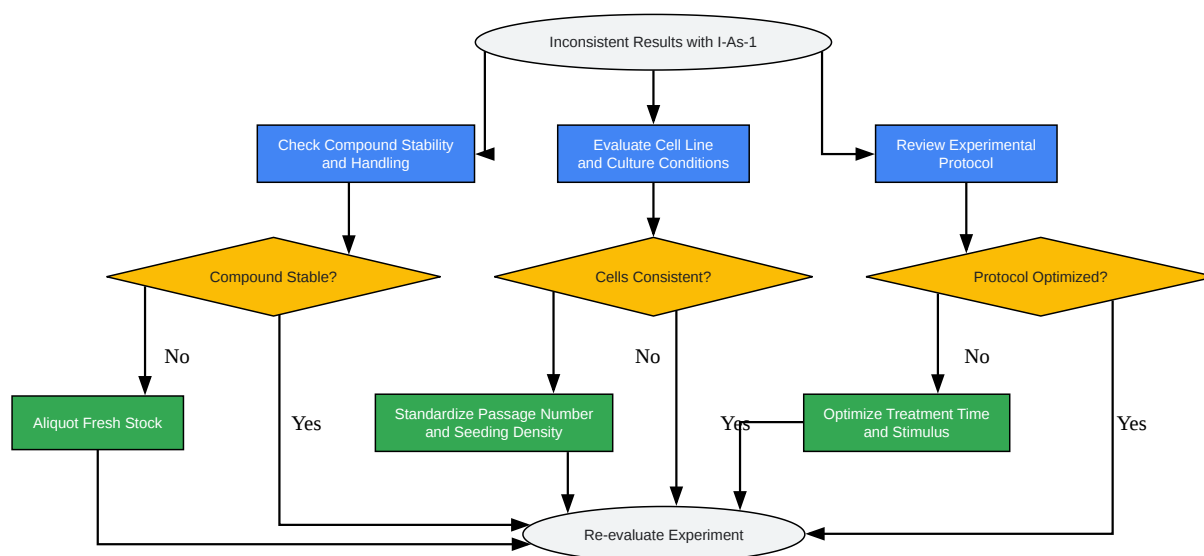 Inconsistent Results with I-As-1
Check Compound Stability
and Handling
Evaluate Cell Line
and Culture Conditions
Review Experimental
Protocol
Compound Stable?
Cells Consistent?
Protocol Optimized?
No
No
No
Aliquot Fresh Stock
Yes
Standardize Passage Number
and Seeding Density
Yes
Optimize Treatment Time
and Stimulus
Yes
Re-evaluate Experiment